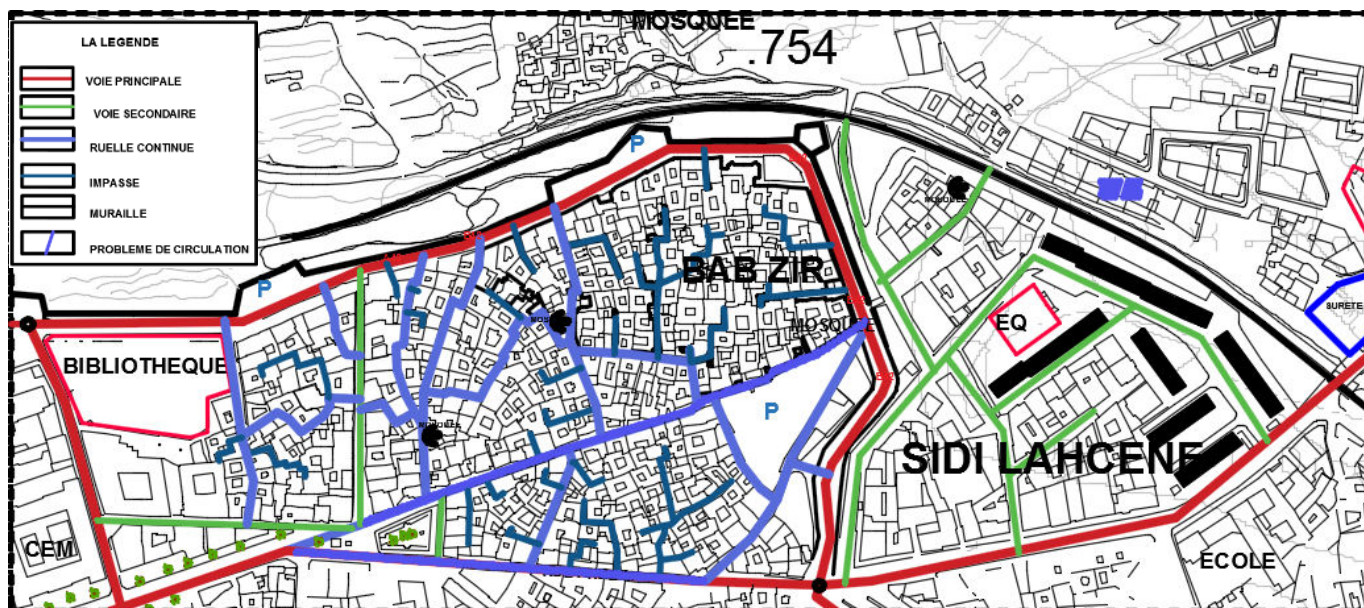 MOSQUEE
.754
LA LEGENDE
VOIE PRINCIPALE
VOIE SECONDAIRE
RUELLE CONTINUE
IMPASSE
MURAILLE
PROBLEME DE CIRCULATION
P
P
BAB ZIR
MOSQUEE
EQ
SURETE
BIBLIOTHEQUE
P
SIDI LAHCENE
CEM
ECOLE